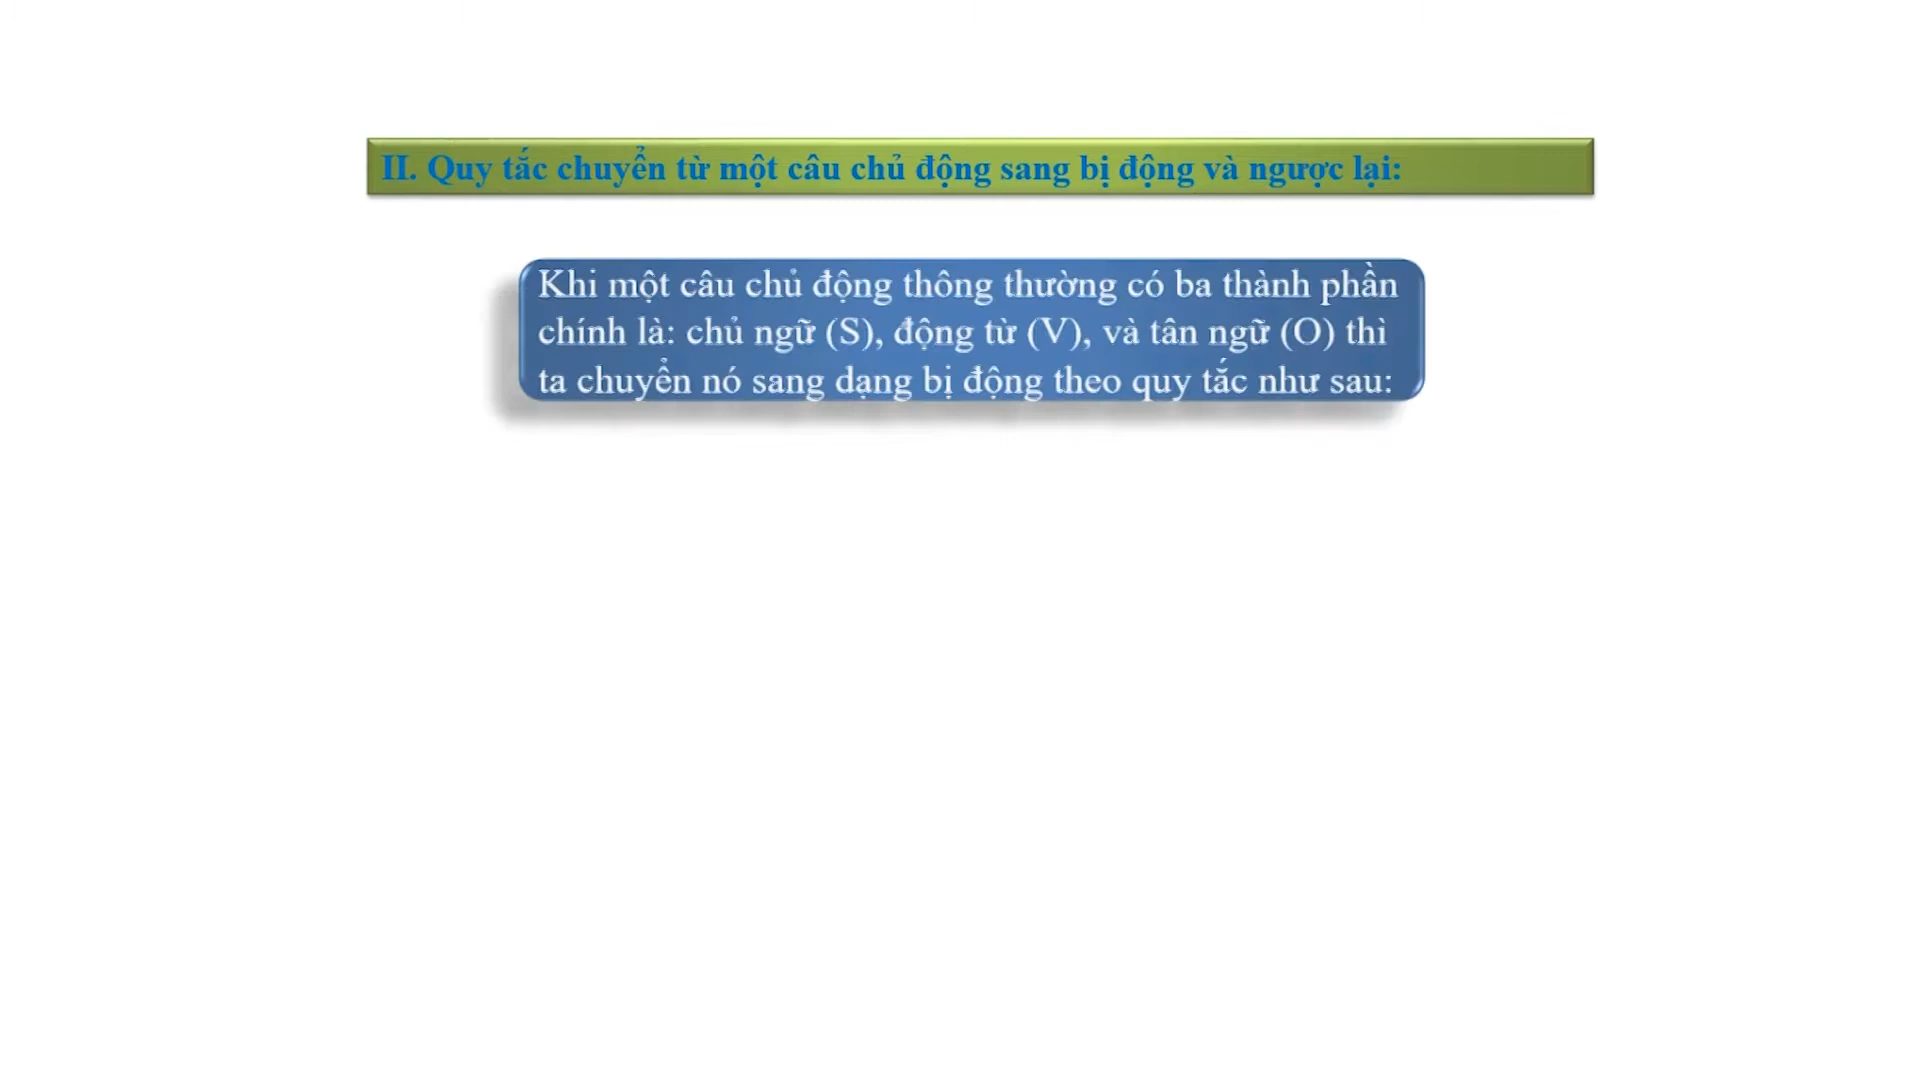 II. Quy tắc chuyển từ một câu chủ động sang bị động và ngược lại:
Khi một câu chủ động thông thường có ba thành phần
chính là: chủ ngữ (S), động từ (V), và tân ngữ (O) thì
ta chuyển nó sang dạng bị động theo quy tắc như sau: